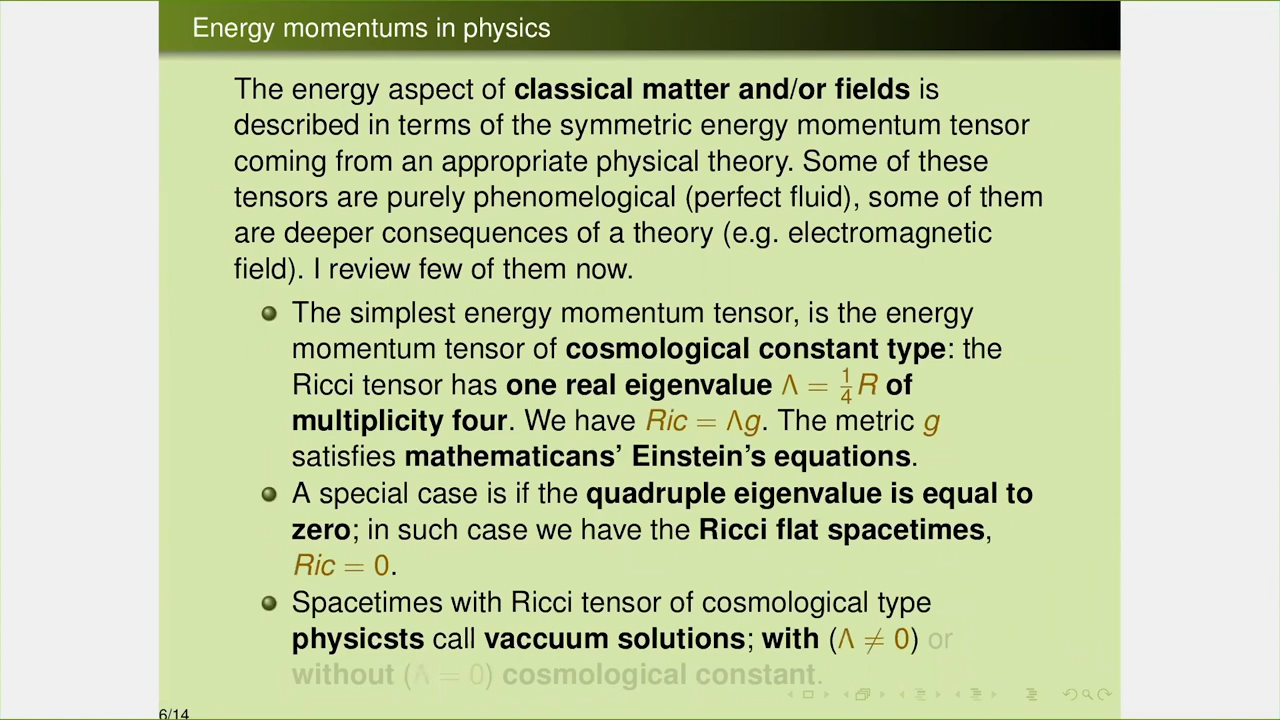 Energy momentums in physics
The energy aspect of classical matter and/or fields is
described in terms of the symmetric energy momentum tensor
coming from an appropriate physical theory. Some of these
tensors are purely phenomelogical (perfect fluid), some of them
are deeper consequences of a theory (e.g. electromagnetic
field). I review few of them now.
The simplest energy momentum tensor, is the energy
momentum tensor of cosmological constant type: the
Ricci tensor has one real eigenvalue Λ = 1/4 R of
multiplicity four. We have Ric = Λg. The metric g
satisfies mathematicans' Einstein's equations.
A special case is if the quadruple eigenvalue is equal to
zero; in such case we have the Ricci flat spacetimes,
Ric = 0.
Spacetimes with Ricci tensor of cosmological type
physicsts call vaccuum solutions; with (Λ ≠ 0) or
without (Λ = 0) cosmological constant.
6/14